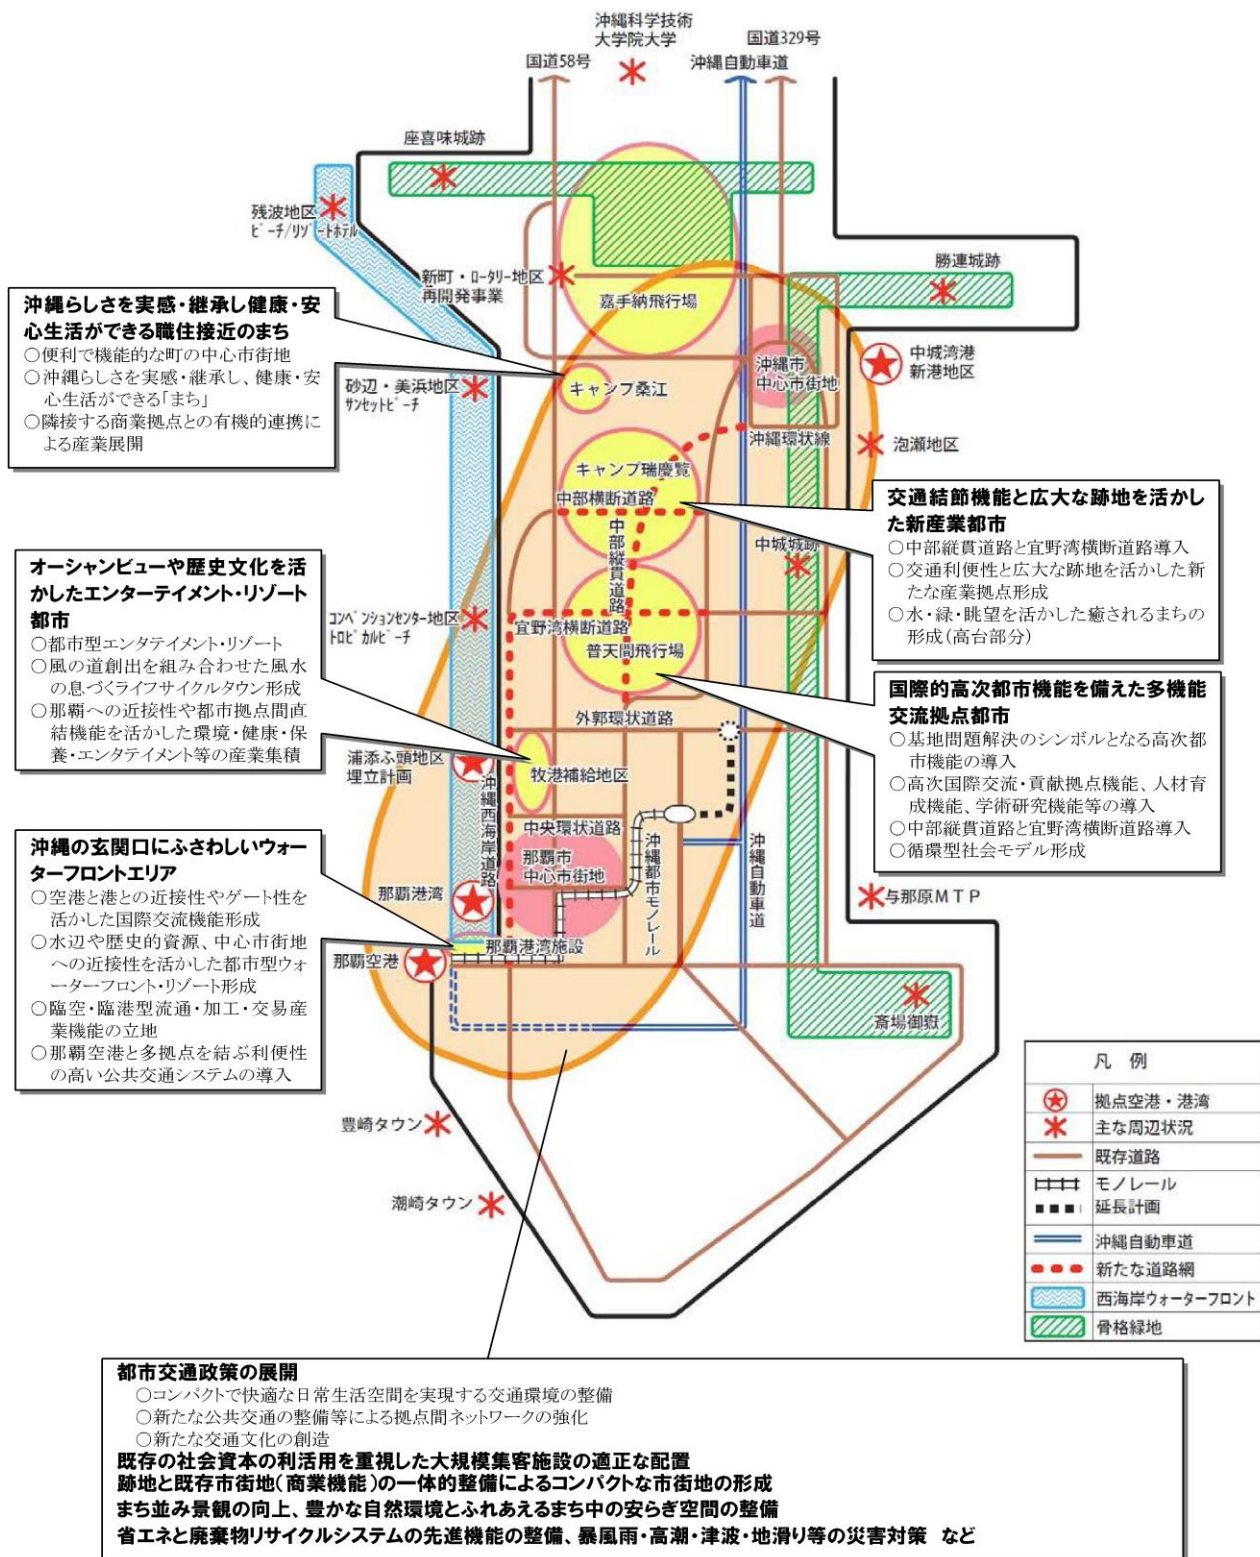 沖縄科学技術
大学院大学
国道58号
国道329号
沖縄自動車道
座喜味城跡
残波地区
ﾋﾞｰﾁ/ﾘｿﾞｰﾄﾎﾃﾙ
新町・ﾛｰﾀﾘｰ地区
再開発事業
嘉手納飛行場
勝連城跡
沖縄らしさを実感・継承し健康・安
心生活ができる職住接近のまち
○便利で機能的な町の中心市街地
○沖縄らしさを実感・継承し、健康・安
心生活ができる「まち」
○隣接する商業拠点との有機的連携に
よる産業展開
砂辺・美浜地区
ｻﾝｾｯﾄﾋﾞｰﾁ
キャンプ桑江
沖縄市
中心市街地
中城湾港
新港地区
沖縄環状線
泡瀬地区
キャンプ瑞慶覧
中部横断道路
中部縦貫道路
中城城跡
交通結節機能と広大な跡地を活かし
た新産業都市
○中部縦貫道路と宜野湾横断道路導入
○交通利便性と広大な跡地を活かした新
たな産業拠点形成
○水・緑・眺望を活かした癒されるまちの
形成(高台部分)
オーシャンビューや歴史文化を活
かしたエンターテイメント・リゾート
都市
○都市型エンタテイメント・リゾート
○風の道創出を組み合わせた風水
の息づくライフサイクルタウン形成
○那覇への近接性や都市拠点間直
結機能を活かした環境・健康・保
養・エンタテイメント等の産業集積
ｺﾝﾍﾞﾝｼｮﾝｾﾝﾀｰ地区
ﾄﾛﾋﾟｶﾙﾋﾞｰﾁ
宜野湾横断道路
普天間飛行場
外郭環状道路
国際的高次都市機能を備えた多機能
交流拠点都市
○基地問題解決のシンボルとなる高次都
市機能の導入
○高次国際交流・貢献拠点機能、人材育
成機能、学術研究機能等の導入
○中部縦貫道路と宜野湾横断道路導入
○循環型社会モデル形成
浦添ふ頭地区
埋立計画
牧港補給地区
沖縄西海岸道路
中央環状道路
那覇市
中心市街地
沖縄都市モノレール
沖縄自動車道
沖縄の玄関口にふさわしいウォー
ターフロントエリア
○空港と港との近接性やゲート性を
活かした国際交流機能形成
○水辺や歴史的資源、中心市街地
への近接性を活かした都市型ウォ
ーターフロント・リゾート形成
○臨空・臨港型流通・加工・交易産
業機能の立地
○那覇空港と多拠点を結ぶ利便性
の高い公共交通システムの導入
那覇港湾
那覇港湾施設
那覇空港
与那原ＭＴＰ
斎場御嶽
豊崎タウン
潮崎タウン
凡 例
拠点空港・港湾
主な周辺状況
既存道路
モノレール
延長計画
沖縄自動車道
新たな道路網
西海岸ウォーターフロント
骨格緑地
都市交通政策の展開
○コンパクトで快適な日常生活空間を実現する交通環境の整備
○新たな公共交通の整備等による拠点間ネットワークの強化
○新たな交通文化の創造
既存の社会資本の利活用を重視した大規模集客施設の適正な配置
跡地と既存市街地(商業機能)の一体的整備によるコンパクトな市街地の形成
まち並み景観の向上、豊かな自然環境とふれあえるまち中の安らぎ空間の整備
省エネと廃棄物リサイクルシステムの先進機能の整備、暴風雨・高潮・津波・地滑り等の災害対策 など